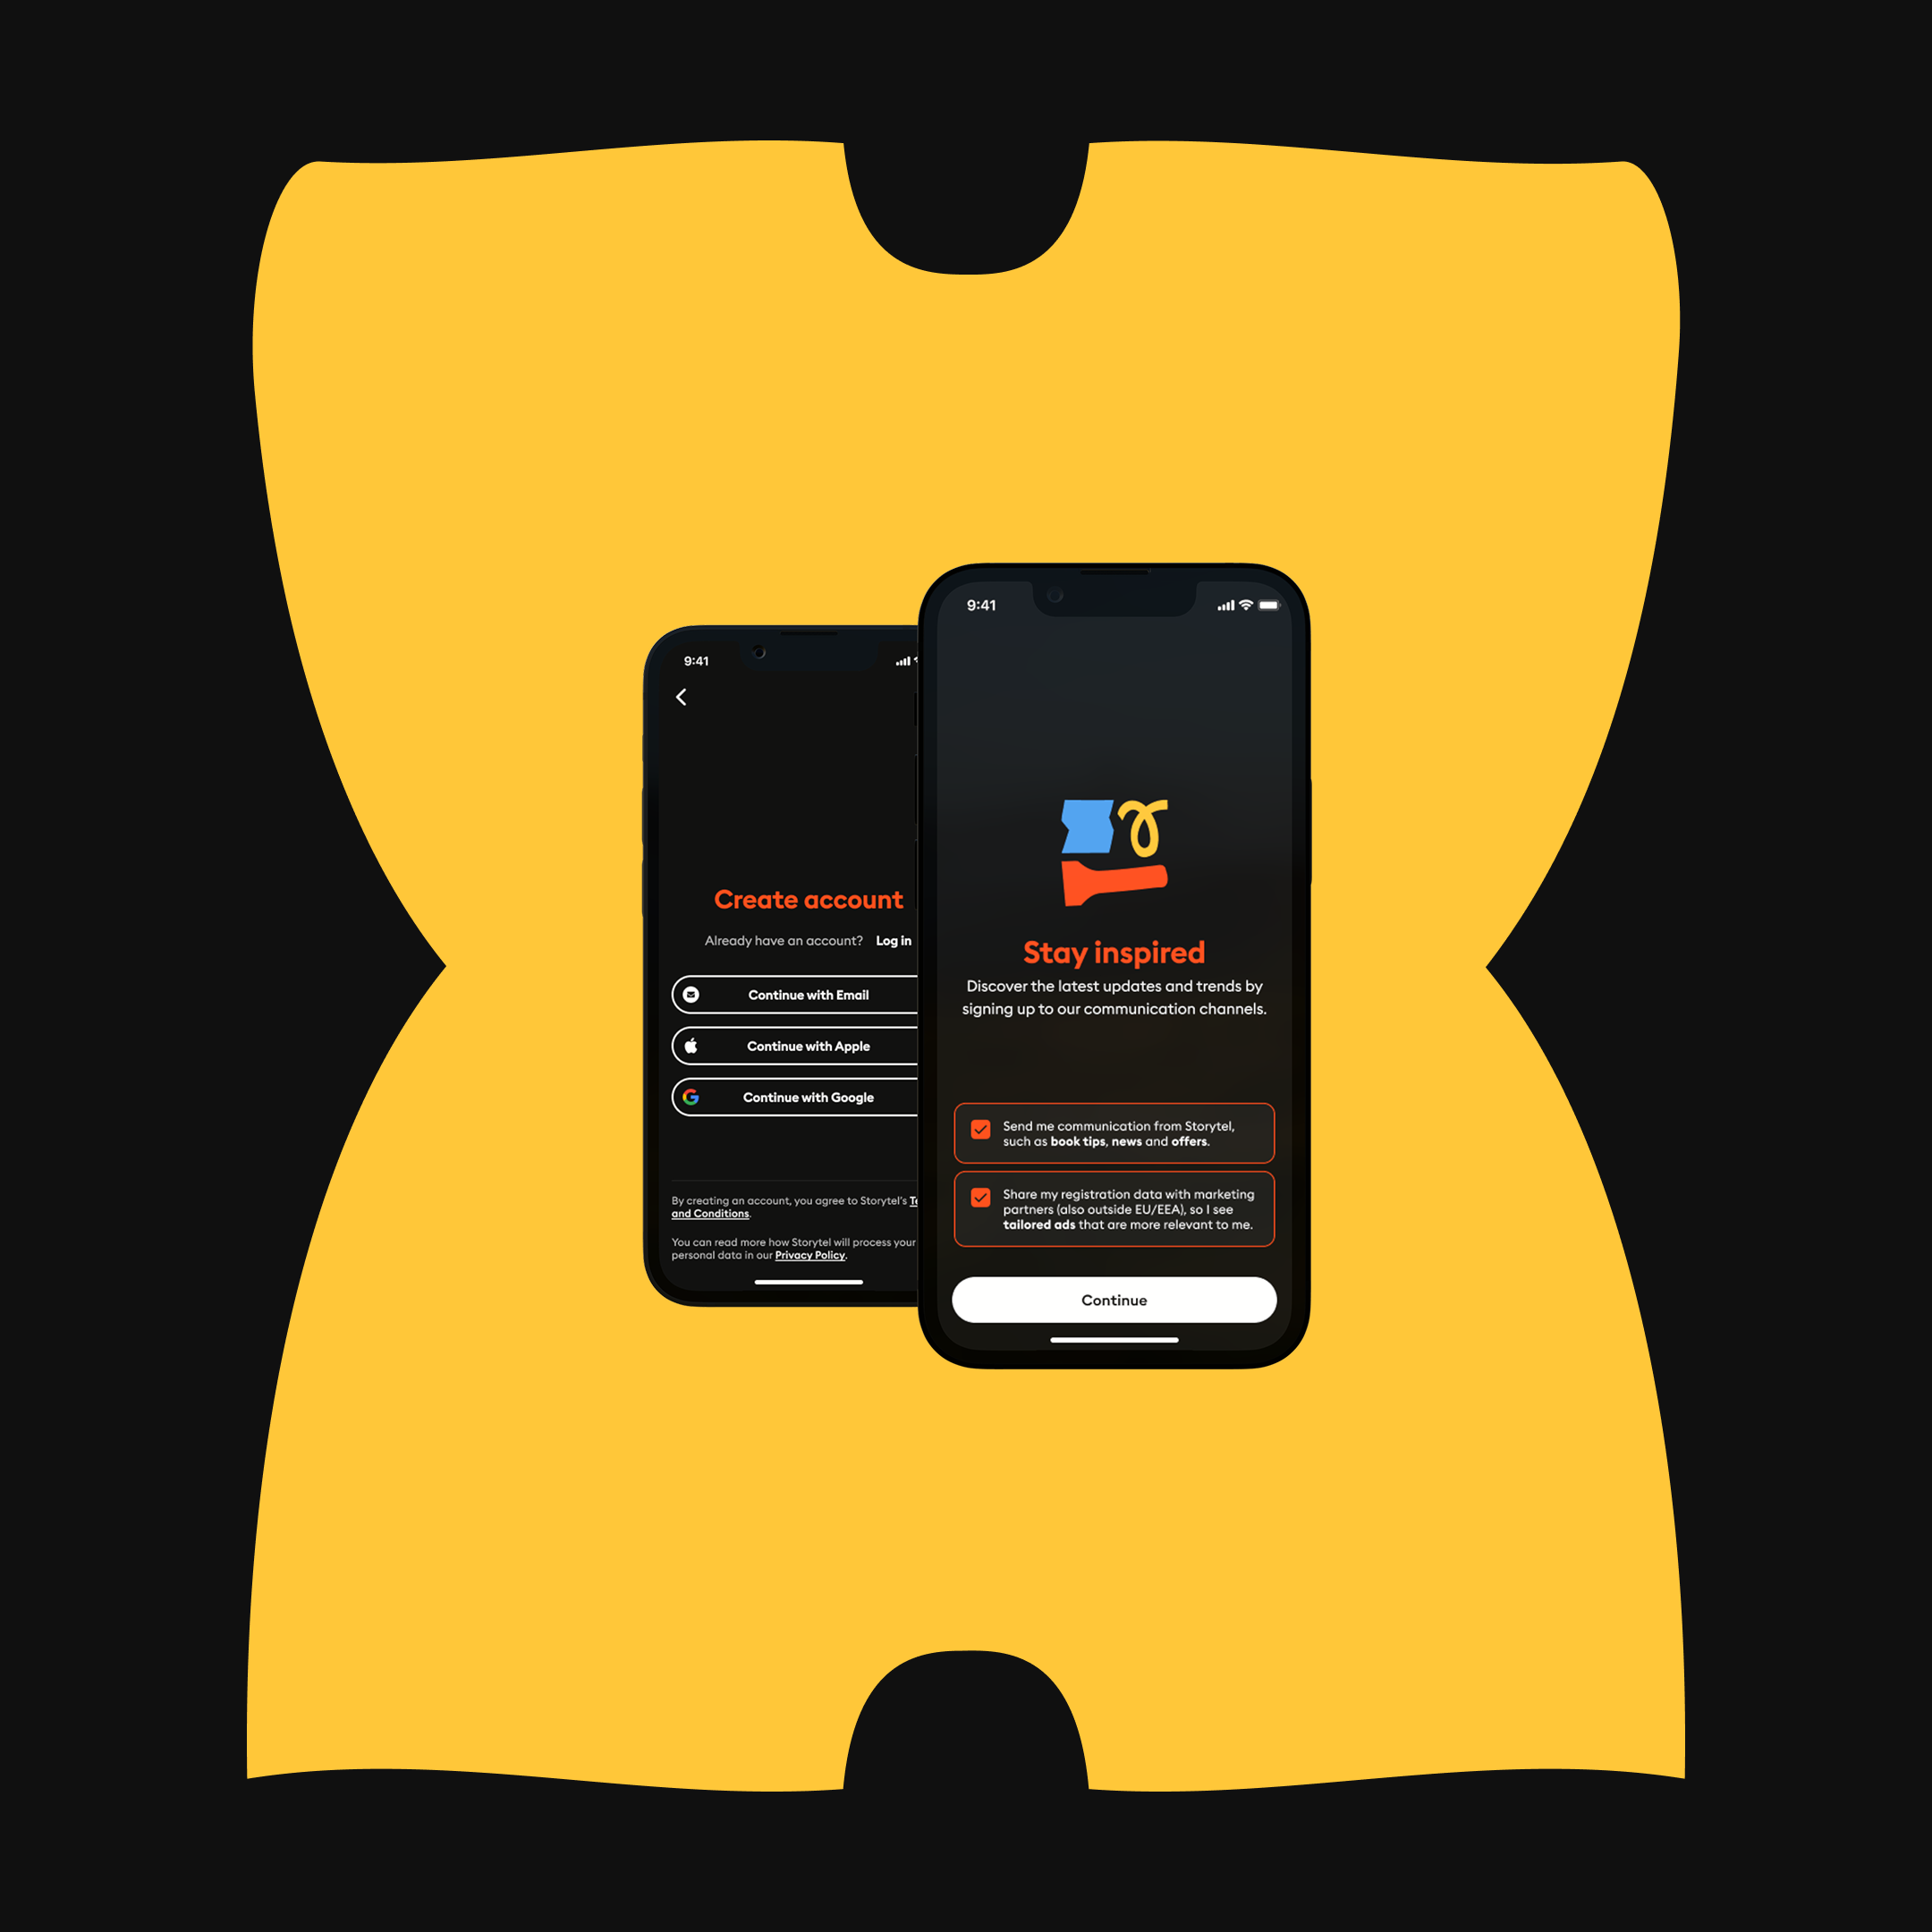 9:41
Create account
Already have an account? Log in
Continue with Email
Continue with Apple
Continue with Google
By creating an account, you agree to Storytel's
and Conditions.
You can read more how Storytel will process your
personal data in our Privacy Policy.
9:41
Stay inspired
Discover the latest updates and trends by
signing up to our communication channels.
Send me communication from Storytel,
such as book tips, news and offers.
Share my registration data with marketing
partners (also outside EU/EEA), so I see
tailored ads that are more relevant to me.
Continue